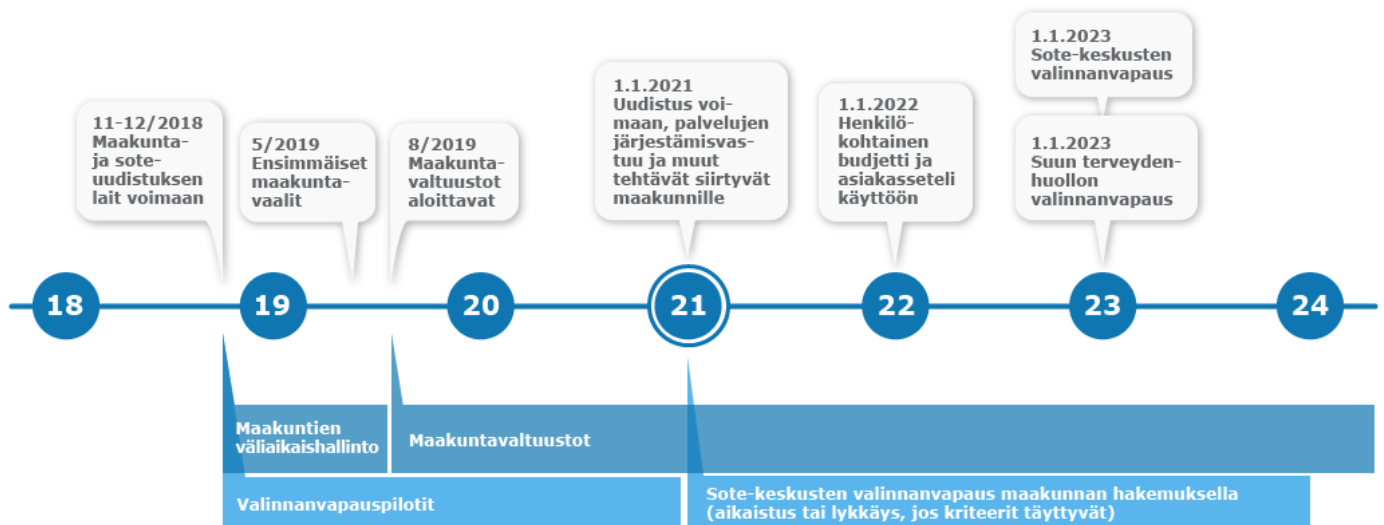 11-12/2018
Maakunta-
ja sote-
uudistuksen
lait voimaan
5/2019
Ensimmäiset
maakunta-
vaalit
8/2019
Maakunta-
valtuustot
aloittavat
1.1.2021
Uudistus voi-
maan, palvelujen
järjestämisvas-
tuu ja muut
tehtävät siirtyvät
maakunnille
1.1.2022
Henkilö-
kohtainen
budjetti ja
asiakasseteli
käyttöön
1.1.2023
Sote-keskusten
valinnanvapaus
1.1.2023
Suun terveyden-
huollon
valinnanvapaus
18
19
20
21
22
23
24
Maakuntien
väliaikaishallinto
Maakuntavaltuustot
Valinnanvapauspilotit
Sote-keskusten valinnanvapaus maakunnan hakemuksella
(aikaistus tai lykkäys, jos kriteerit täyttyvät)